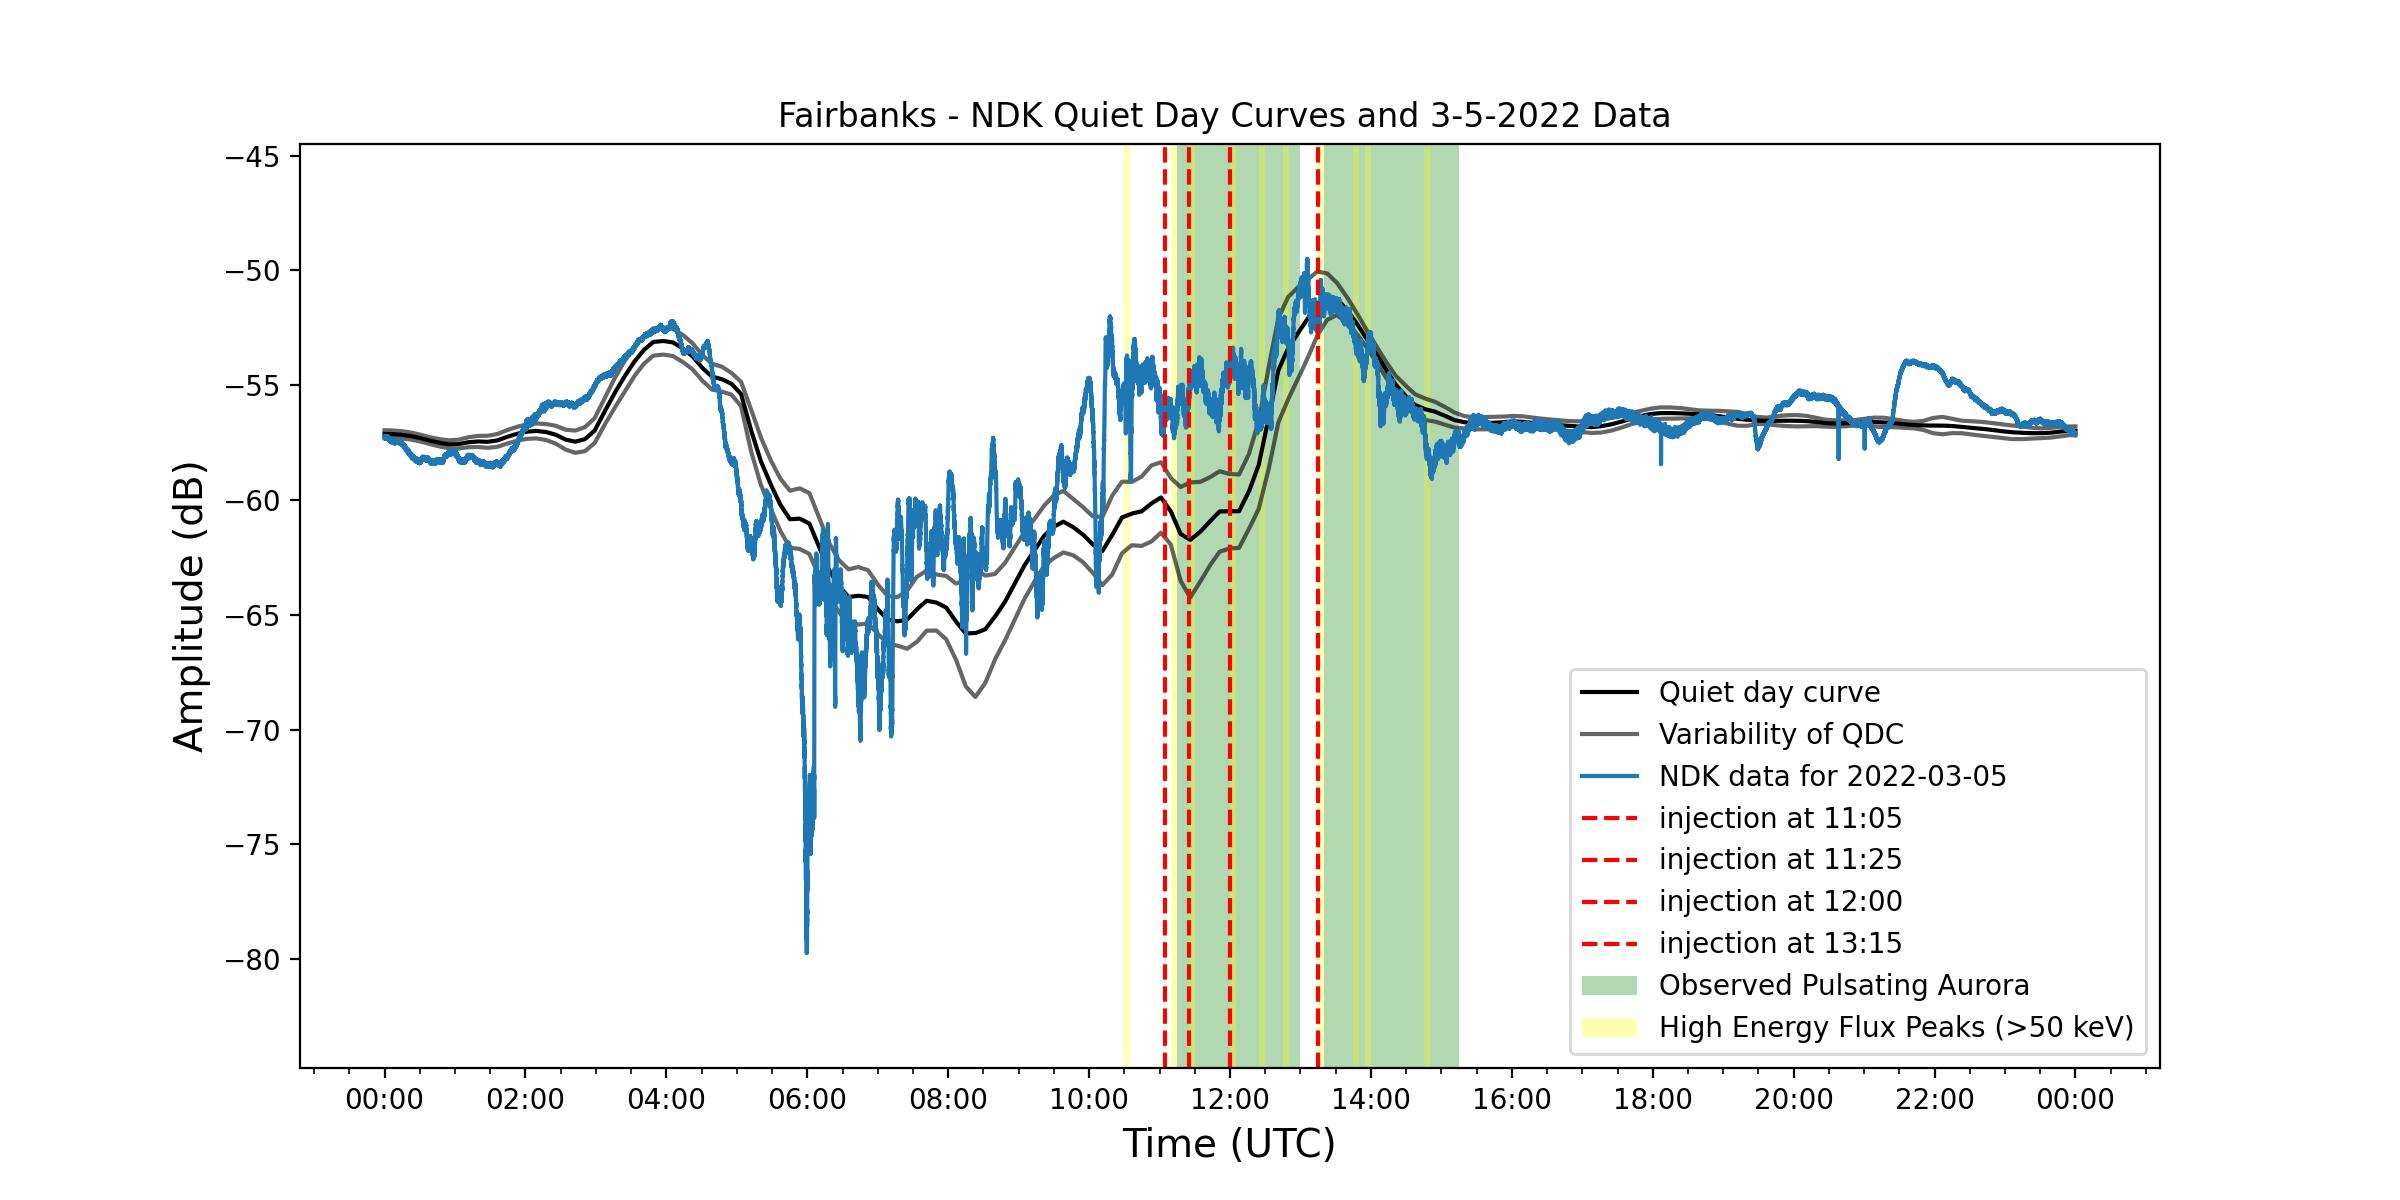 Fairbanks - NDK Quiet Day Curves and 3-5-2022 Data
Amplitude (dB)
−45
−50
−55
−60
−65
−70
−75
−80
Quiet day curve
Variability of QDC
NDK data for 2022-03-05
injection at 11:05
injection at 11:25
injection at 12:00
injection at 13:15
Observed Pulsating Aurora
High Energy Flux Peaks (>50 keV)
00:00 02:00 04:00 06:00 08:00 10:00 12:00 14:00 16:00 18:00 20:00 22:00 00:00
Time (UTC)